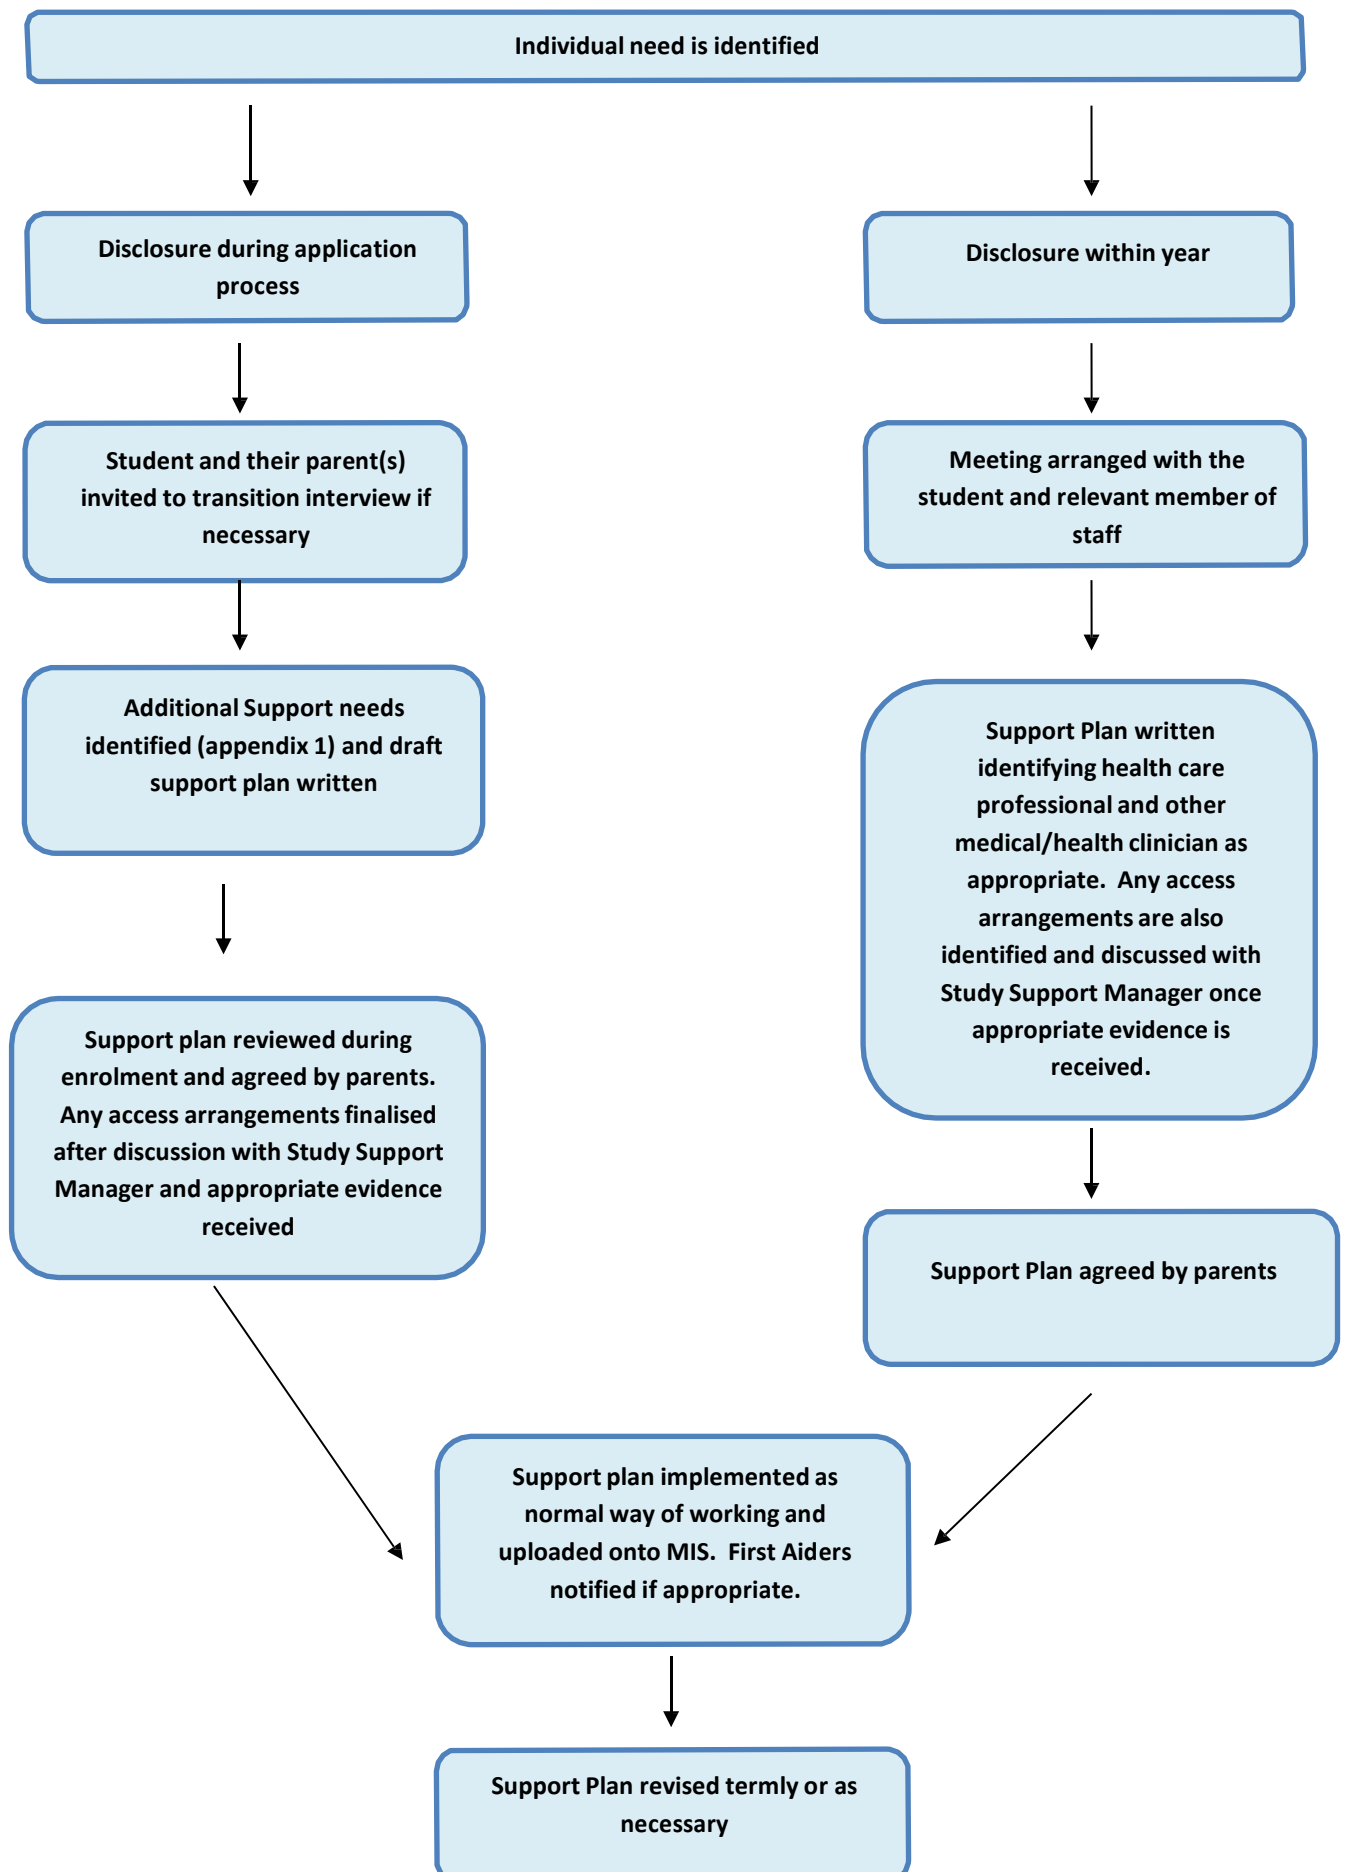 Individual need is identified
Disclosure during application
process
Disclosure within year
Student and their parent(s)
invited to transition interview if
necessary
Meeting arranged with the
student and relevant member of
staff
Additional Support needs
identified (appendix 1) and draft
support plan written
Support Plan written
identifying health care
professional and other
medical/health clinician as
appropriate.  Any access
arrangements are also
identified and discussed with
Study Support Manager once
appropriate evidence is
received.
Support plan reviewed during
enrolment and agreed by parents.
Any access arrangements finalised
after discussion with Study Support
Manager and appropriate evidence
received
Support Plan agreed by parents
Support plan implemented as
normal way of working and
uploaded onto MIS.  First Aiders
notified if appropriate.
Support Plan revised termly or as
necessary